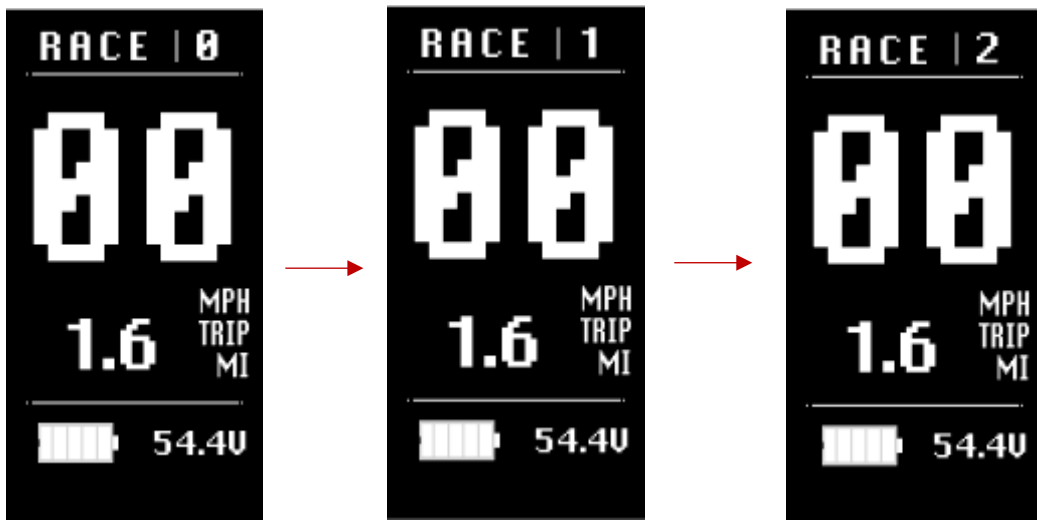 RACE | 0
00
MPH
1.6 TRIP
MI
54.4V
RACE | 1
00
MPH
1.6 TRIP
MI
54.4V
RACE | 2
00
MPH
1.6 TRIP
MI
54.4V